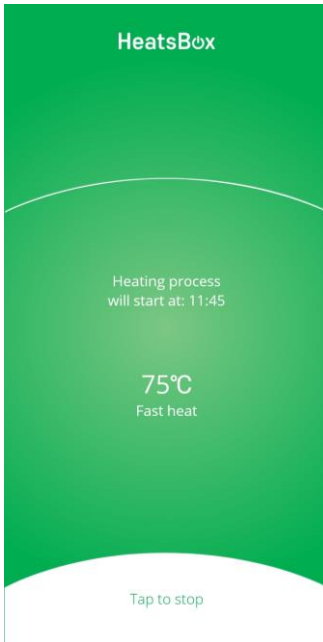 HeatsBox
Heating process
will start at: 11:45
75°C
Fast heat
Tap to stop